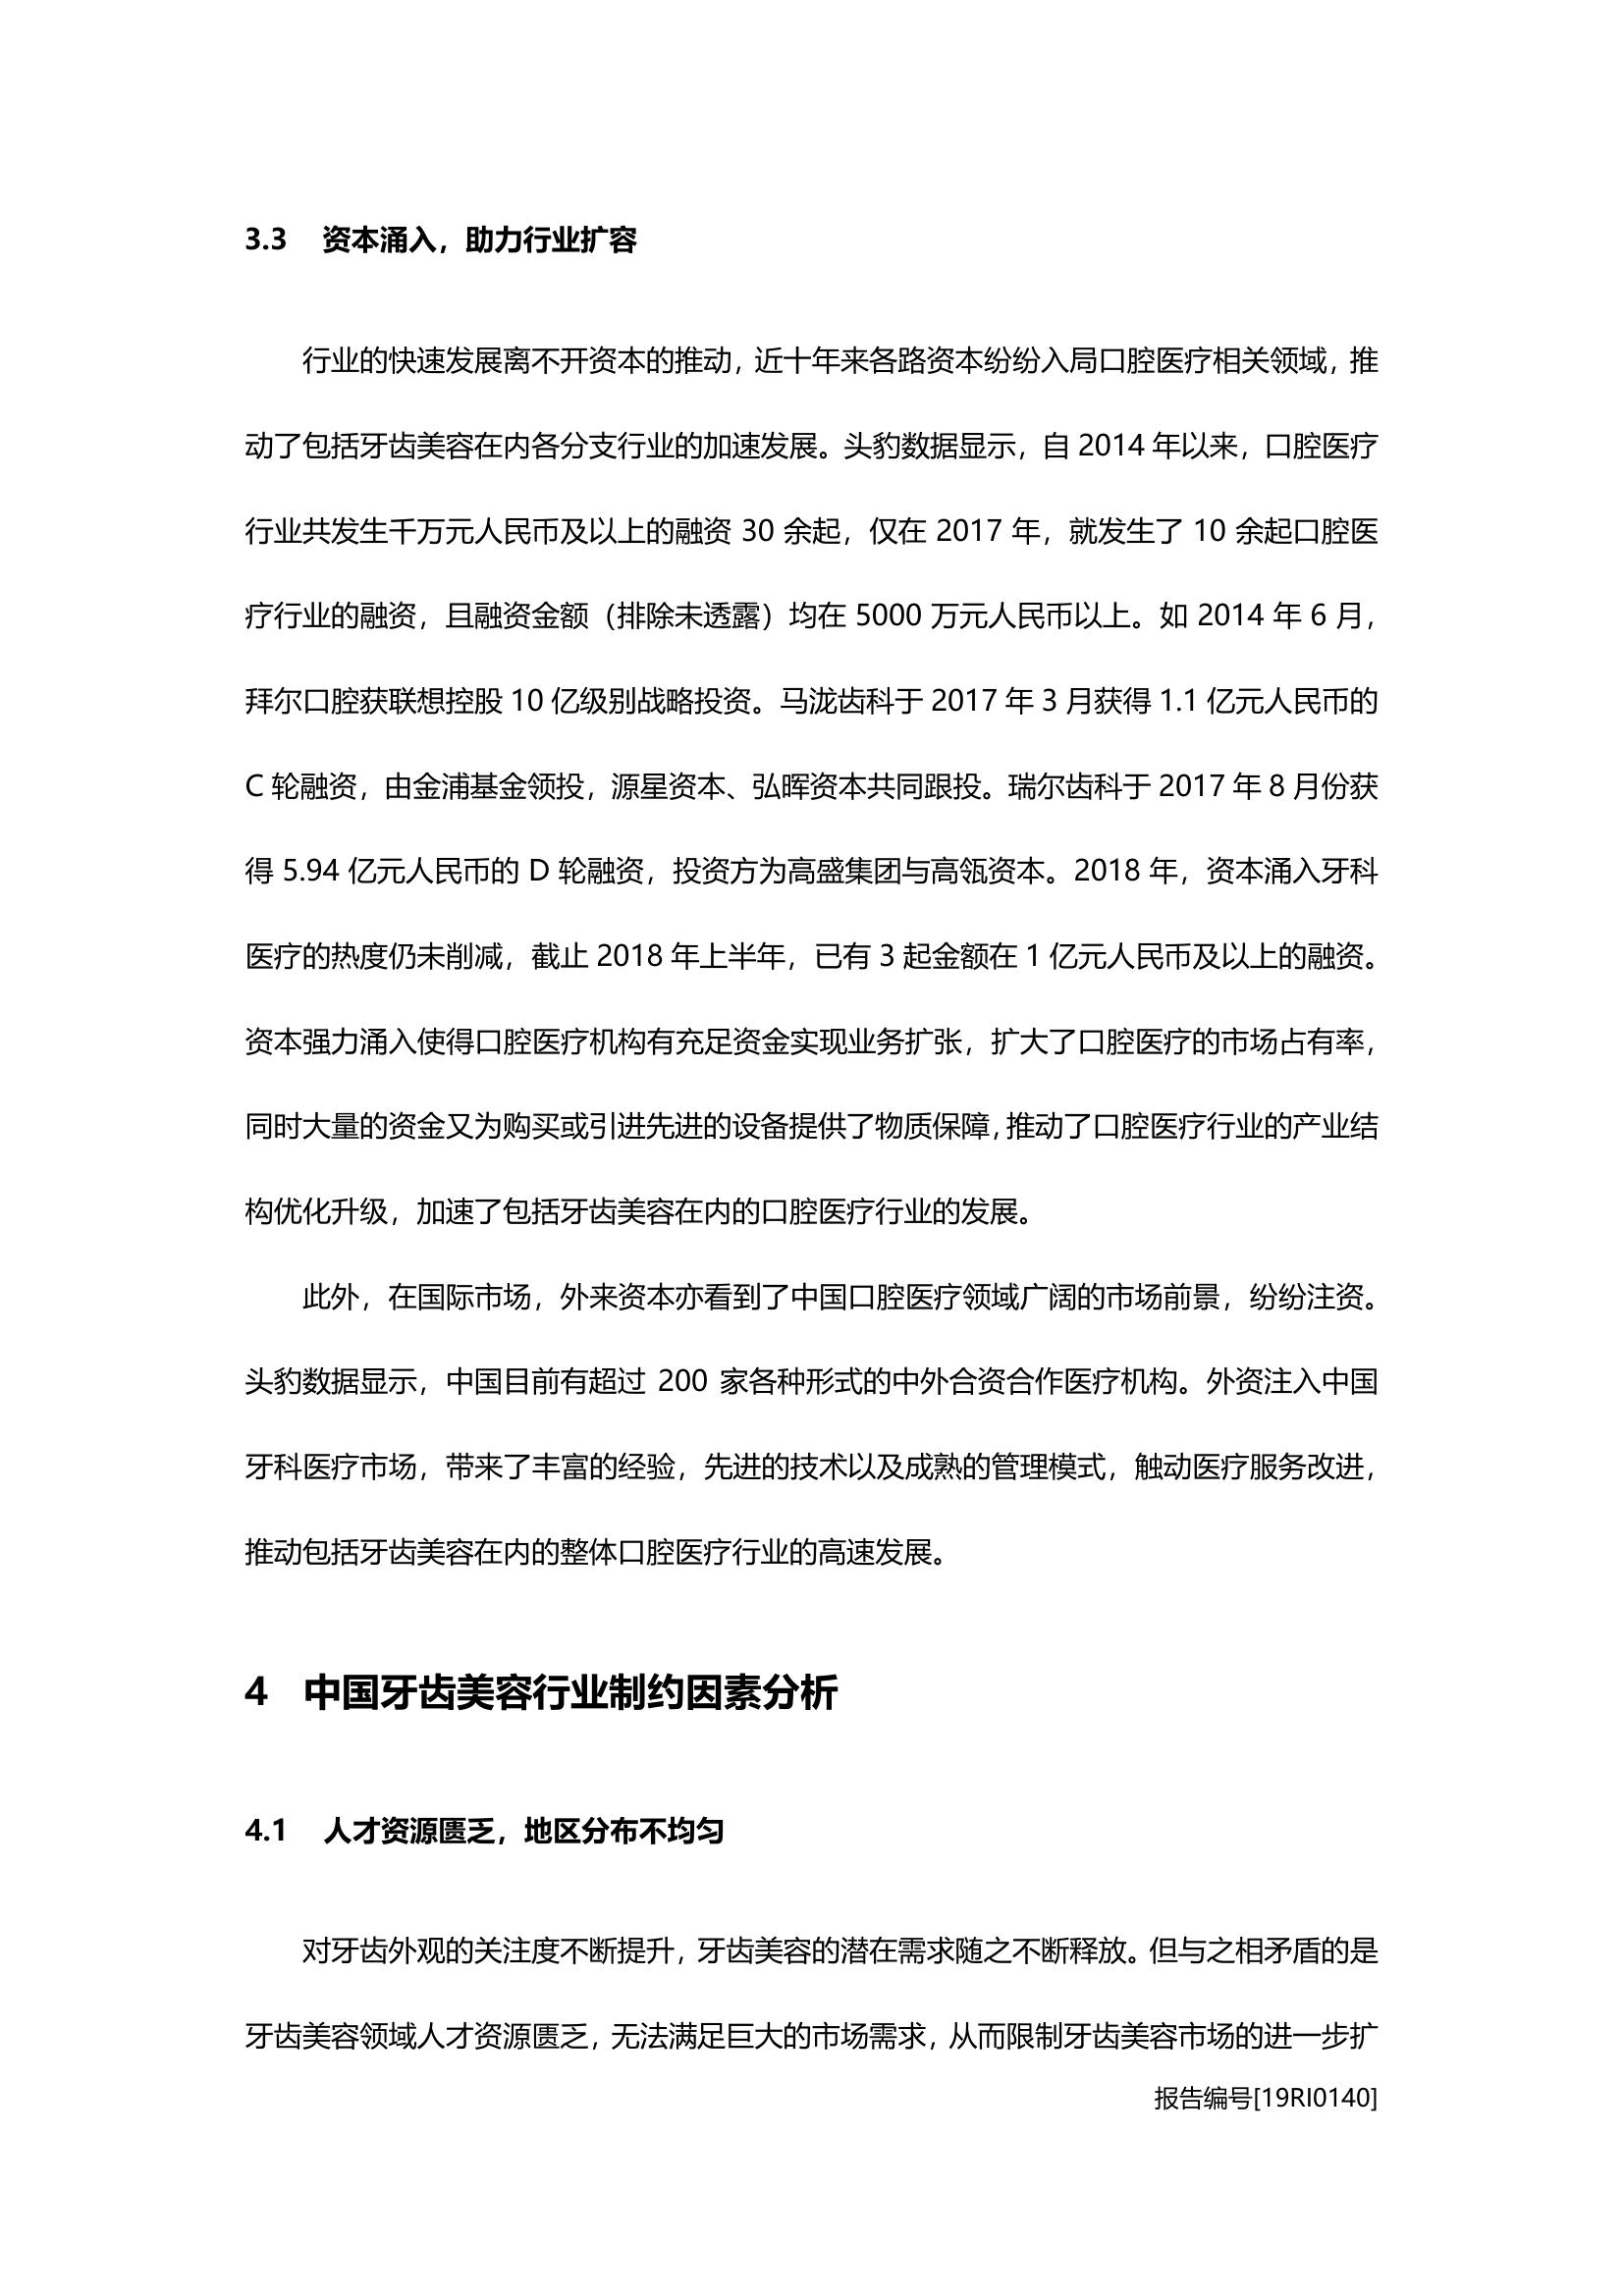 3.3 资本涌入，助力行业扩容
行业的快速发展离不开资本的推动，近十年来各路资本纷纷入局口腔医疗相关领域，推
动了包括牙齿美容在内各分支行业的加速发展。头豹数据显示，自 2014 年以来，口腔医疗
行业共发生千万元人民币及以上的融资 30 余起，仅在 2017 年，就发生了 10 余起口腔医
疗行业的融资，且融资金额（排除未透露）均在 5000 万元人民币以上。如 2014 年 6 月，
拜尔口腔获联想控股 10 亿级别战略投资。马泷齿科于 2017 年 3 月获得 1.1 亿元人民币的
C 轮融资，由金浦基金领投，源星资本、弘晖资本共同跟投。瑞尔齿科于 2017 年 8 月份获
得 5.94 亿元人民币的 D 轮融资，投资方为高盛集团与高瓴资本。2018 年，资本涌入牙科
医疗的热度仍未削减，截止 2018 年上半年，已有 3 起金额在 1 亿元人民币及以上的融资。
资本强力涌入使得口腔医疗机构有充足资金实现业务扩张，扩大了口腔医疗的市场占有率，
同时大量的资金又为购买或引进先进的设备提供了物质保障，推动了口腔医疗行业的产业结
构优化升级，加速了包括牙齿美容在内的口腔医疗行业的发展。
此外，在国际市场，外来资本亦看到了中国口腔医疗领域广阔的市场前景，纷纷注资。
头豹数据显示，中国目前有超过 200 家各种形式的中外合资合作医疗机构。外资注入中国
牙科医疗市场，带来了丰富的经验，先进的技术以及成熟的管理模式，触动医疗服务改进，
推动包括牙齿美容在内的整体口腔医疗行业的高速发展。
4 中国牙齿美容行业制约因素分析
4.1 人才资源匮乏，地区分布不均匀
对牙齿外观的关注度不断提升，牙齿美容的潜在需求随之不断释放。但与之相矛盾的是
牙齿美容领域人才资源匮乏，无法满足巨大的市场需求，从而限制牙齿美容市场的进一步扩
报告编号[19RI0140]